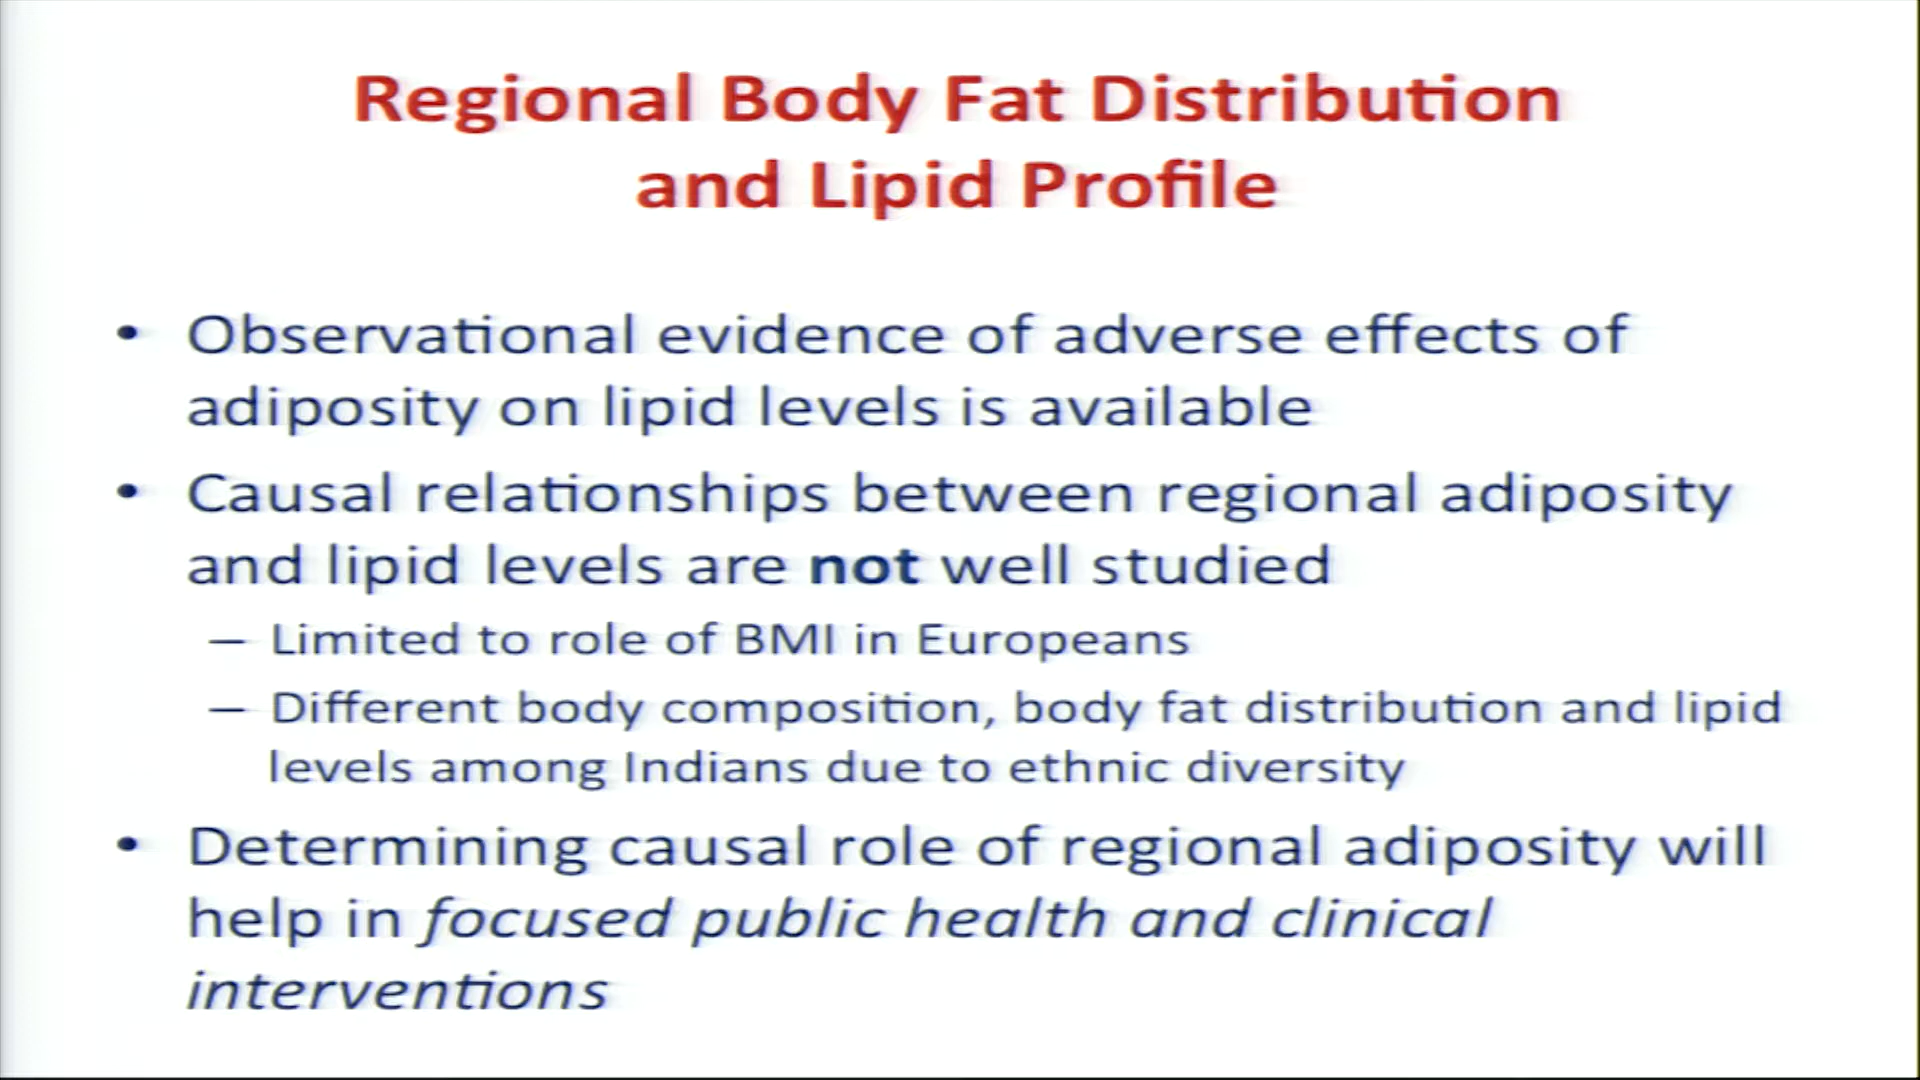 Regional Body Fat Distribution
and Lipid Profile
• Observational evidence of adverse effects of
adiposity on lipid levels is available
• Causal relationships between regional adiposity
and lipid levels are not well studied
– Limited to role of BMI in Europeans
– Different body composition, body fat distribution and lipid
levels among Indians due to ethnic diversity
• Determining causal role of regional adiposity will
help in focused public health and clinical
interventions